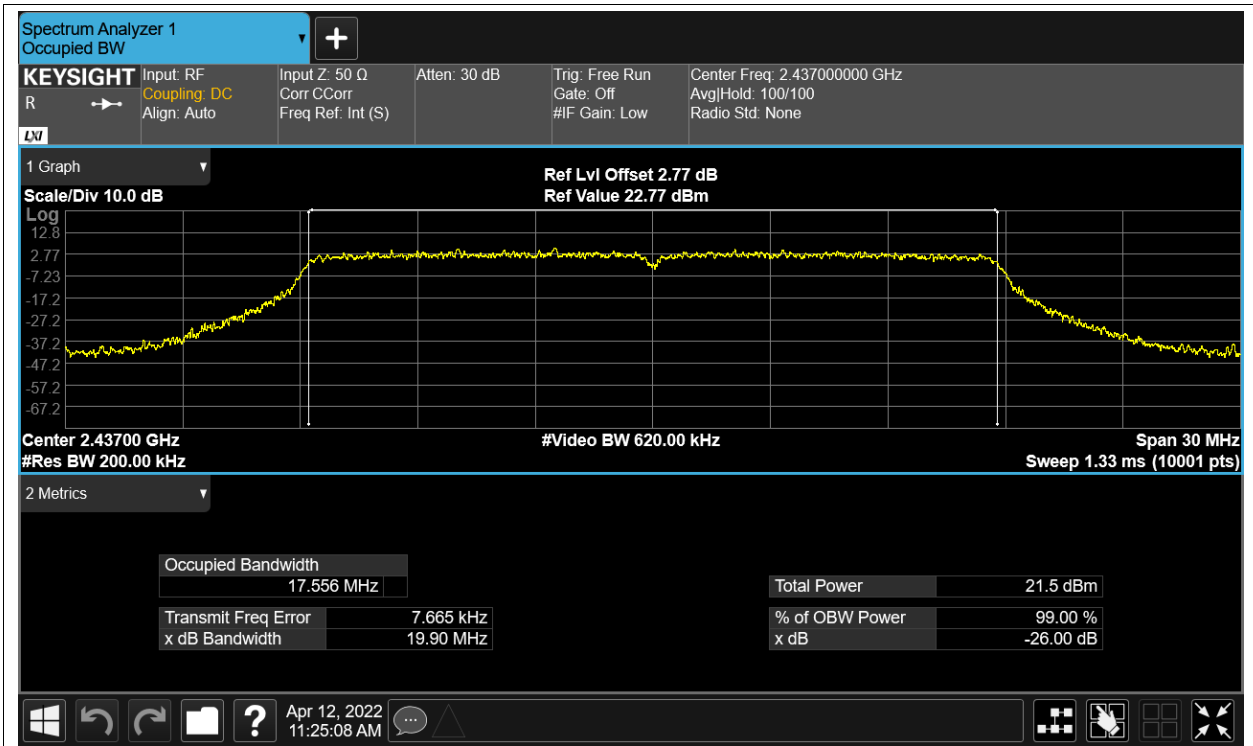 Spectrum Analyzer 1
Occupied BW
KEYSIGHT Input: RF Input Z: 50 Ω Atten: 30 dB Trig: Free Run Center Freq: 2.437000000 GHz
R Coupling: DC Corr CCorr Gate: Off Avg|Hold: 100/100
Align: Auto Freq Ref: Int (S) #IF Gain: Low Radio Std: None
LXI
1 Graph
Ref Lvl Offset 2.77 dB
Scale/Div 10.0 dB Ref Value 22.77 dBm
Log
12.8
2.77
-7.23
-17.2
-27.2
-37.2
-47.2
-57.2
-67.2
Center 2.43700 GHz #Video BW 620.00 kHz Span 30 MHz
#Res BW 200.00 kHz Sweep 1.33 ms (10001 pts)
2 Metrics
Occupied Bandwidth
17.556 MHz Total Power 21.5 dBm
Transmit Freq Error 7.665 kHz % of OBW Power 99.00 %
x dB Bandwidth 19.90 MHz x dB -26.00 dB
? Apr 12, 2022
11:25:08 AM